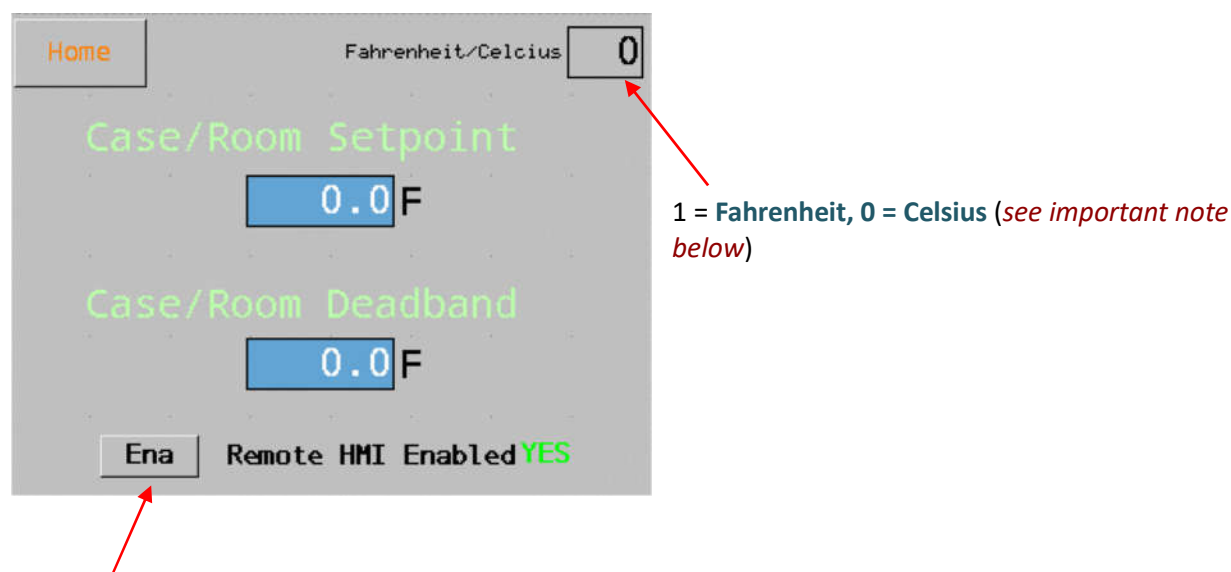 Home
Fahrenheit/Celcius 0
Case/Room Setpoint
0.0 F
Case/Room Deadband
0.0 F
Ena Remote HMI Enabled YES
1 = Fahrenheit, 0 = Celsius (see important note
below)